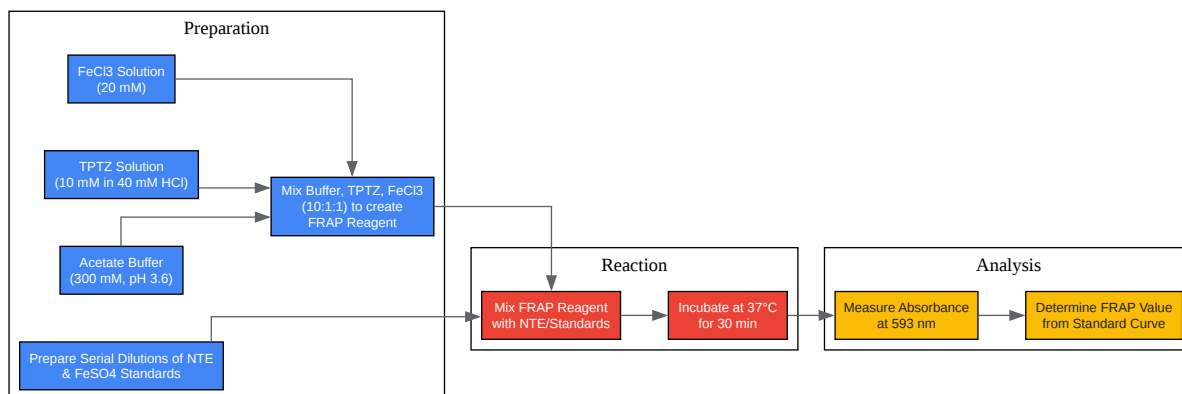 Preparation
FeCl3 Solution
(20 mM)
TPTZ Solution
(10 mM in 40 mM HCl)
Mix Buffer, TPTZ, FeCl3
(10:1:1) to create
FRAP Reagent
Acetate Buffer
(300 mM, pH 3.6)
Prepare Serial Dilutions of NTE
& FeSO4 Standards
Reaction
Mix FRAP Reagent
with NTE/Standards
Incubate at 37°C
for 30 min
Analysis
Measure Absorbance
at 593 nm
Determine FRAP Value
from Standard Curve